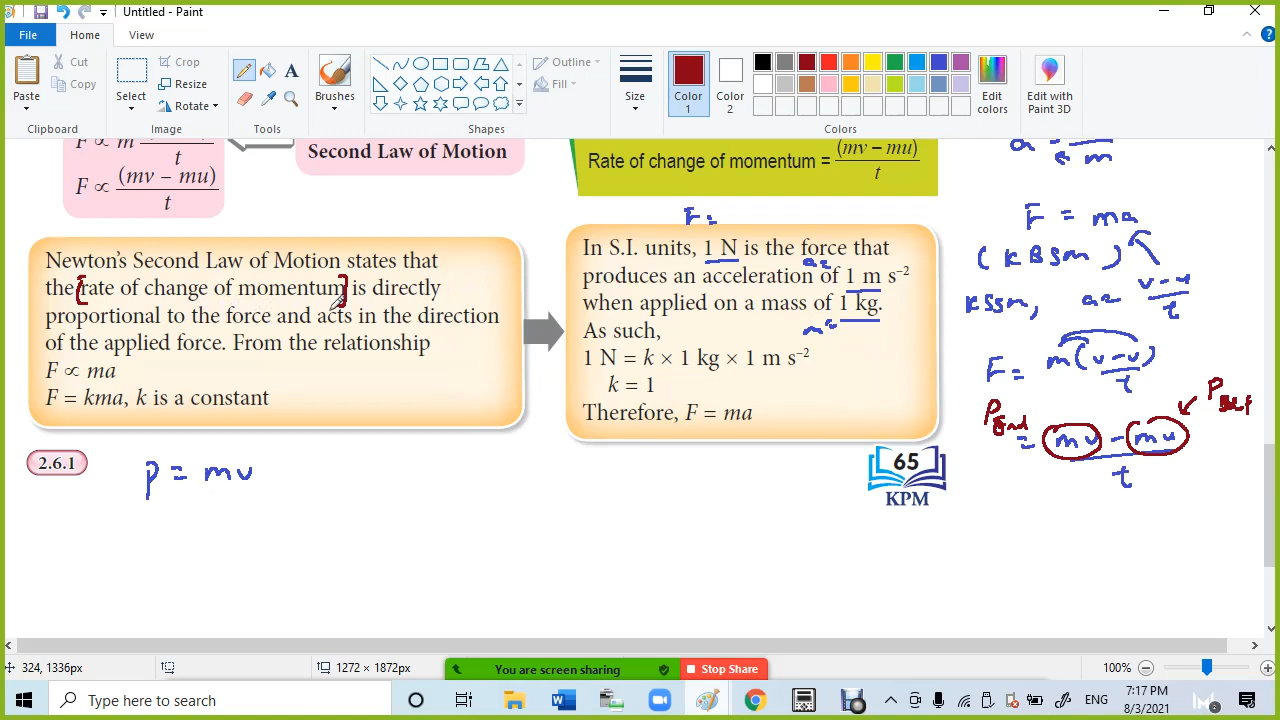 Untitled - Paint
File
Home
View
Paste
Cut
Copy
Clipboard
Select
Crop
Resize
Rotate
Image
A
Tools
Brushes
Outline
Fill
Shapes
Size
Color 1
Color 2
Edit colors
Edit with Paint 3D
Colors
F ∝ m
t
F ∝ (mv − mu)
t
Second Law of Motion
Rate of change of momentum = (mv − mu)
t
F =
Newton's Second Law of Motion states that
the [rate of change of momentum] is directly
proportional to the force and acts in the direction
of the applied force. From the relationship
F ∝ ma
F = kma, k is a constant
In S.I. units, 1 N is the force that
a=
produces an acceleration of 1 m s⁻²
when applied on a mass of 1 kg.
m=
As such,
1 N = k × 1 kg × 1 m s⁻²
k = 1
Therefore, F = ma
2.6.1
p = mv
65
KPM
F = ma
(KBSM)
KSSM, a= v-u
t
F = m(v-u)
t
P
P
= mv - mu
t
324, 1336px
1272 × 1872px
100%
You are screen sharing
Stop Share
Type here to search
ENG
7:17 PM
8/3/2021
2